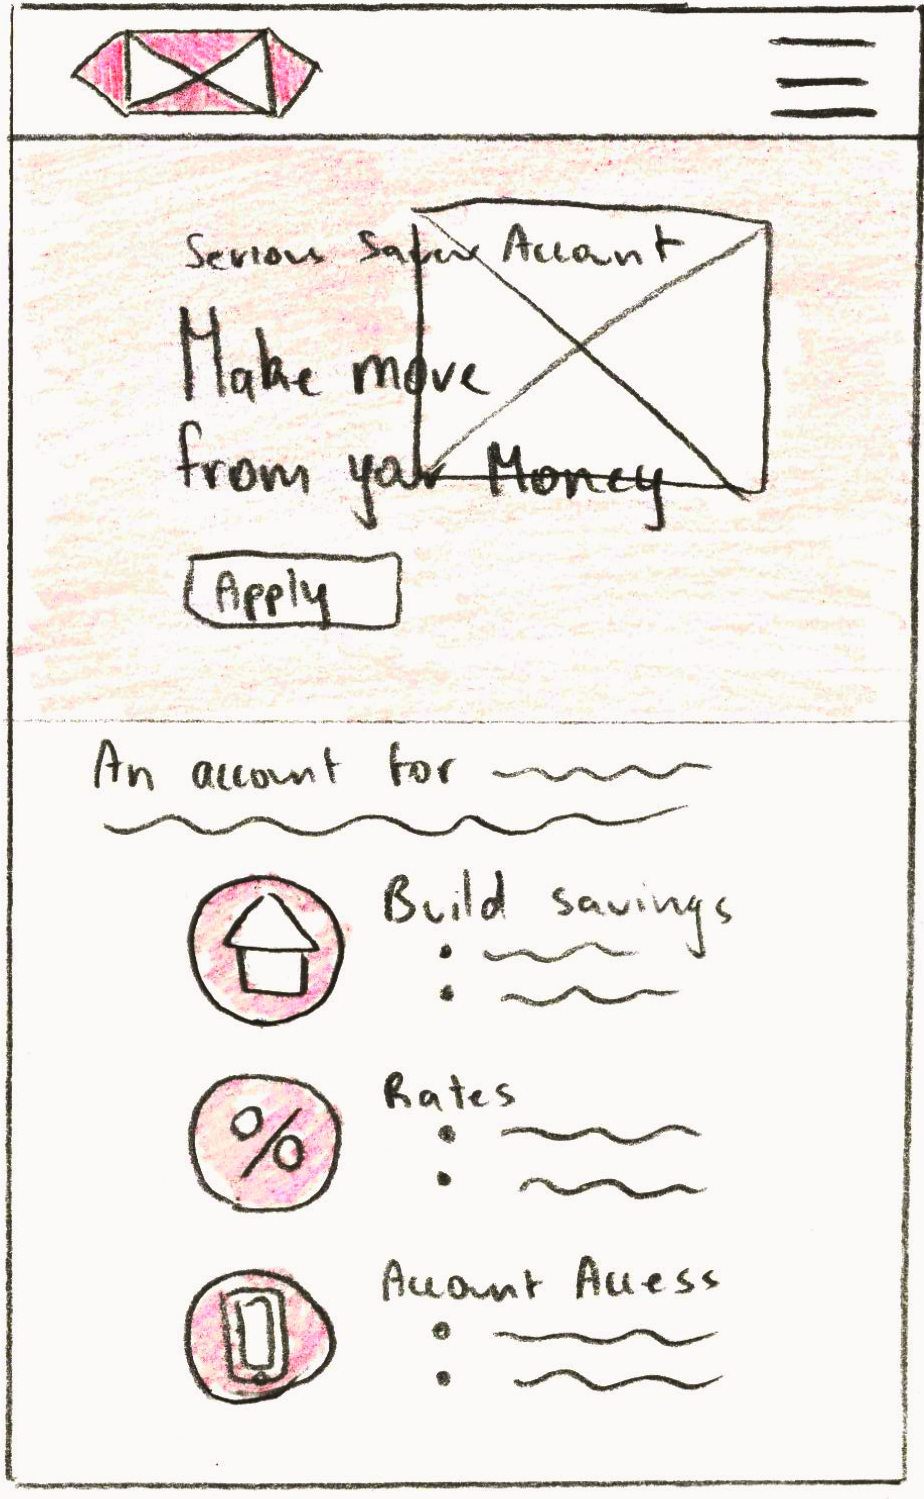 Serious Saver Account
Make move
from your Money
Apply
An account for
Build savings
%
Rates
Account Access